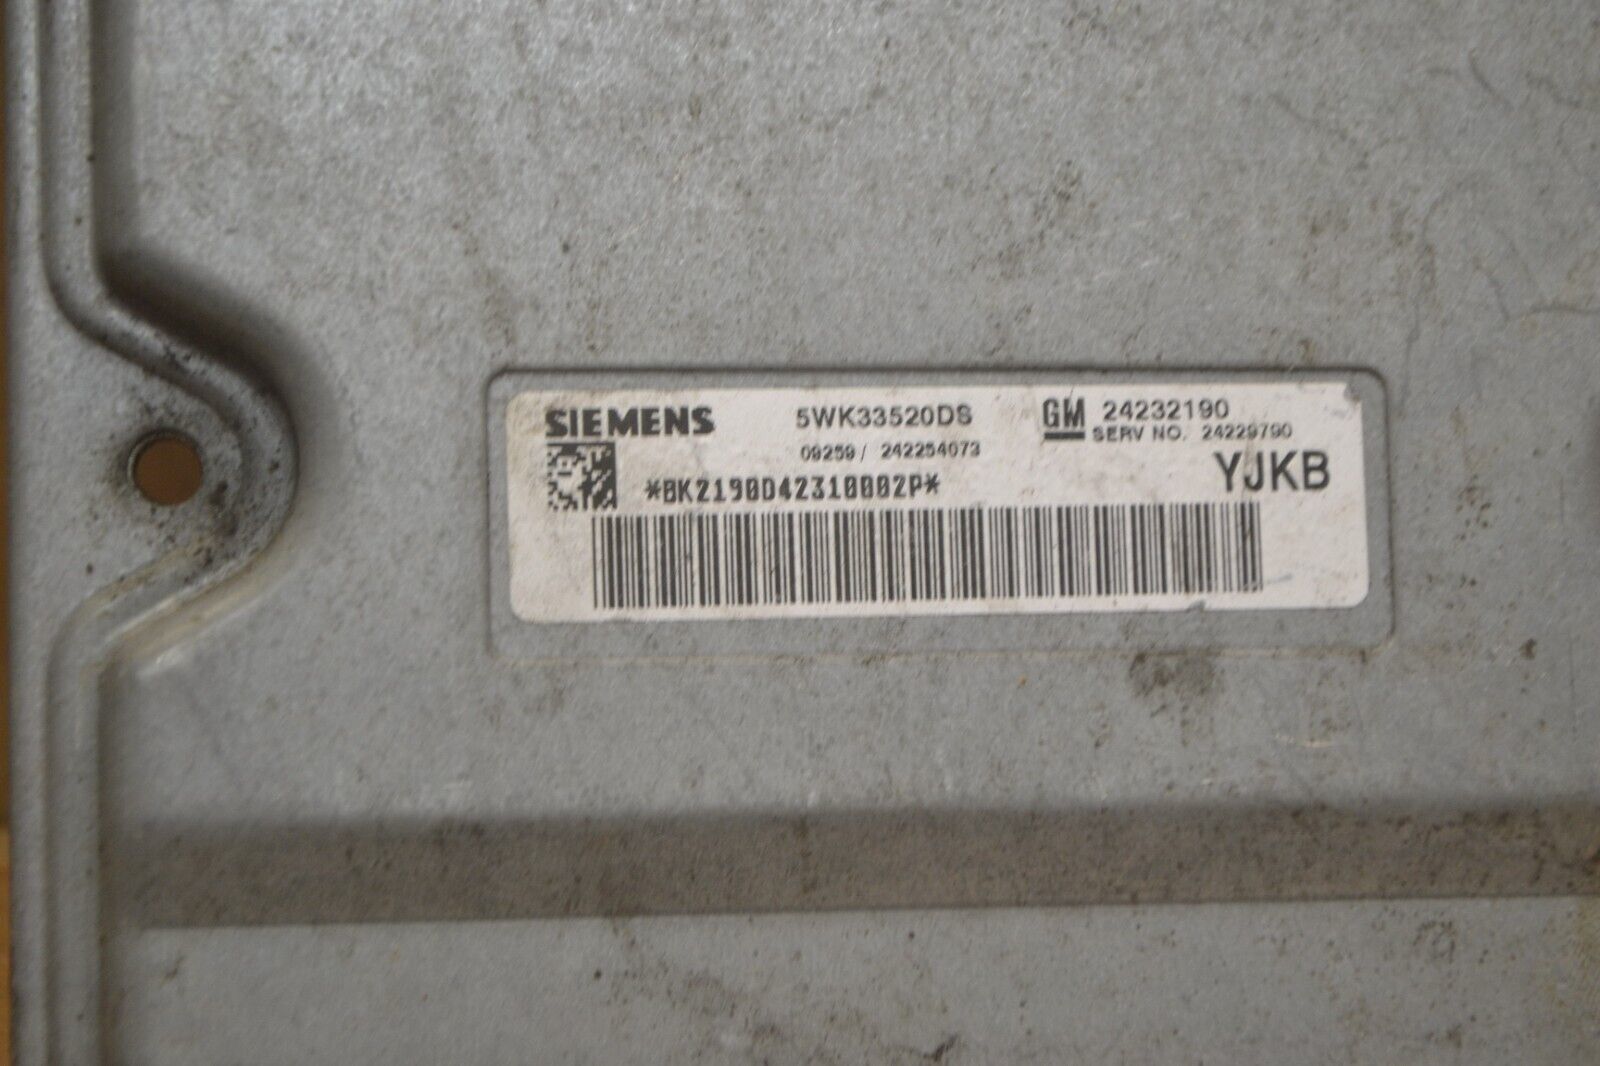 SIEMENS 5WK33520DS GM 24232190
SERV NO. 24229790
09259 / 242254073
YJKB
*BK2190D42310002P*